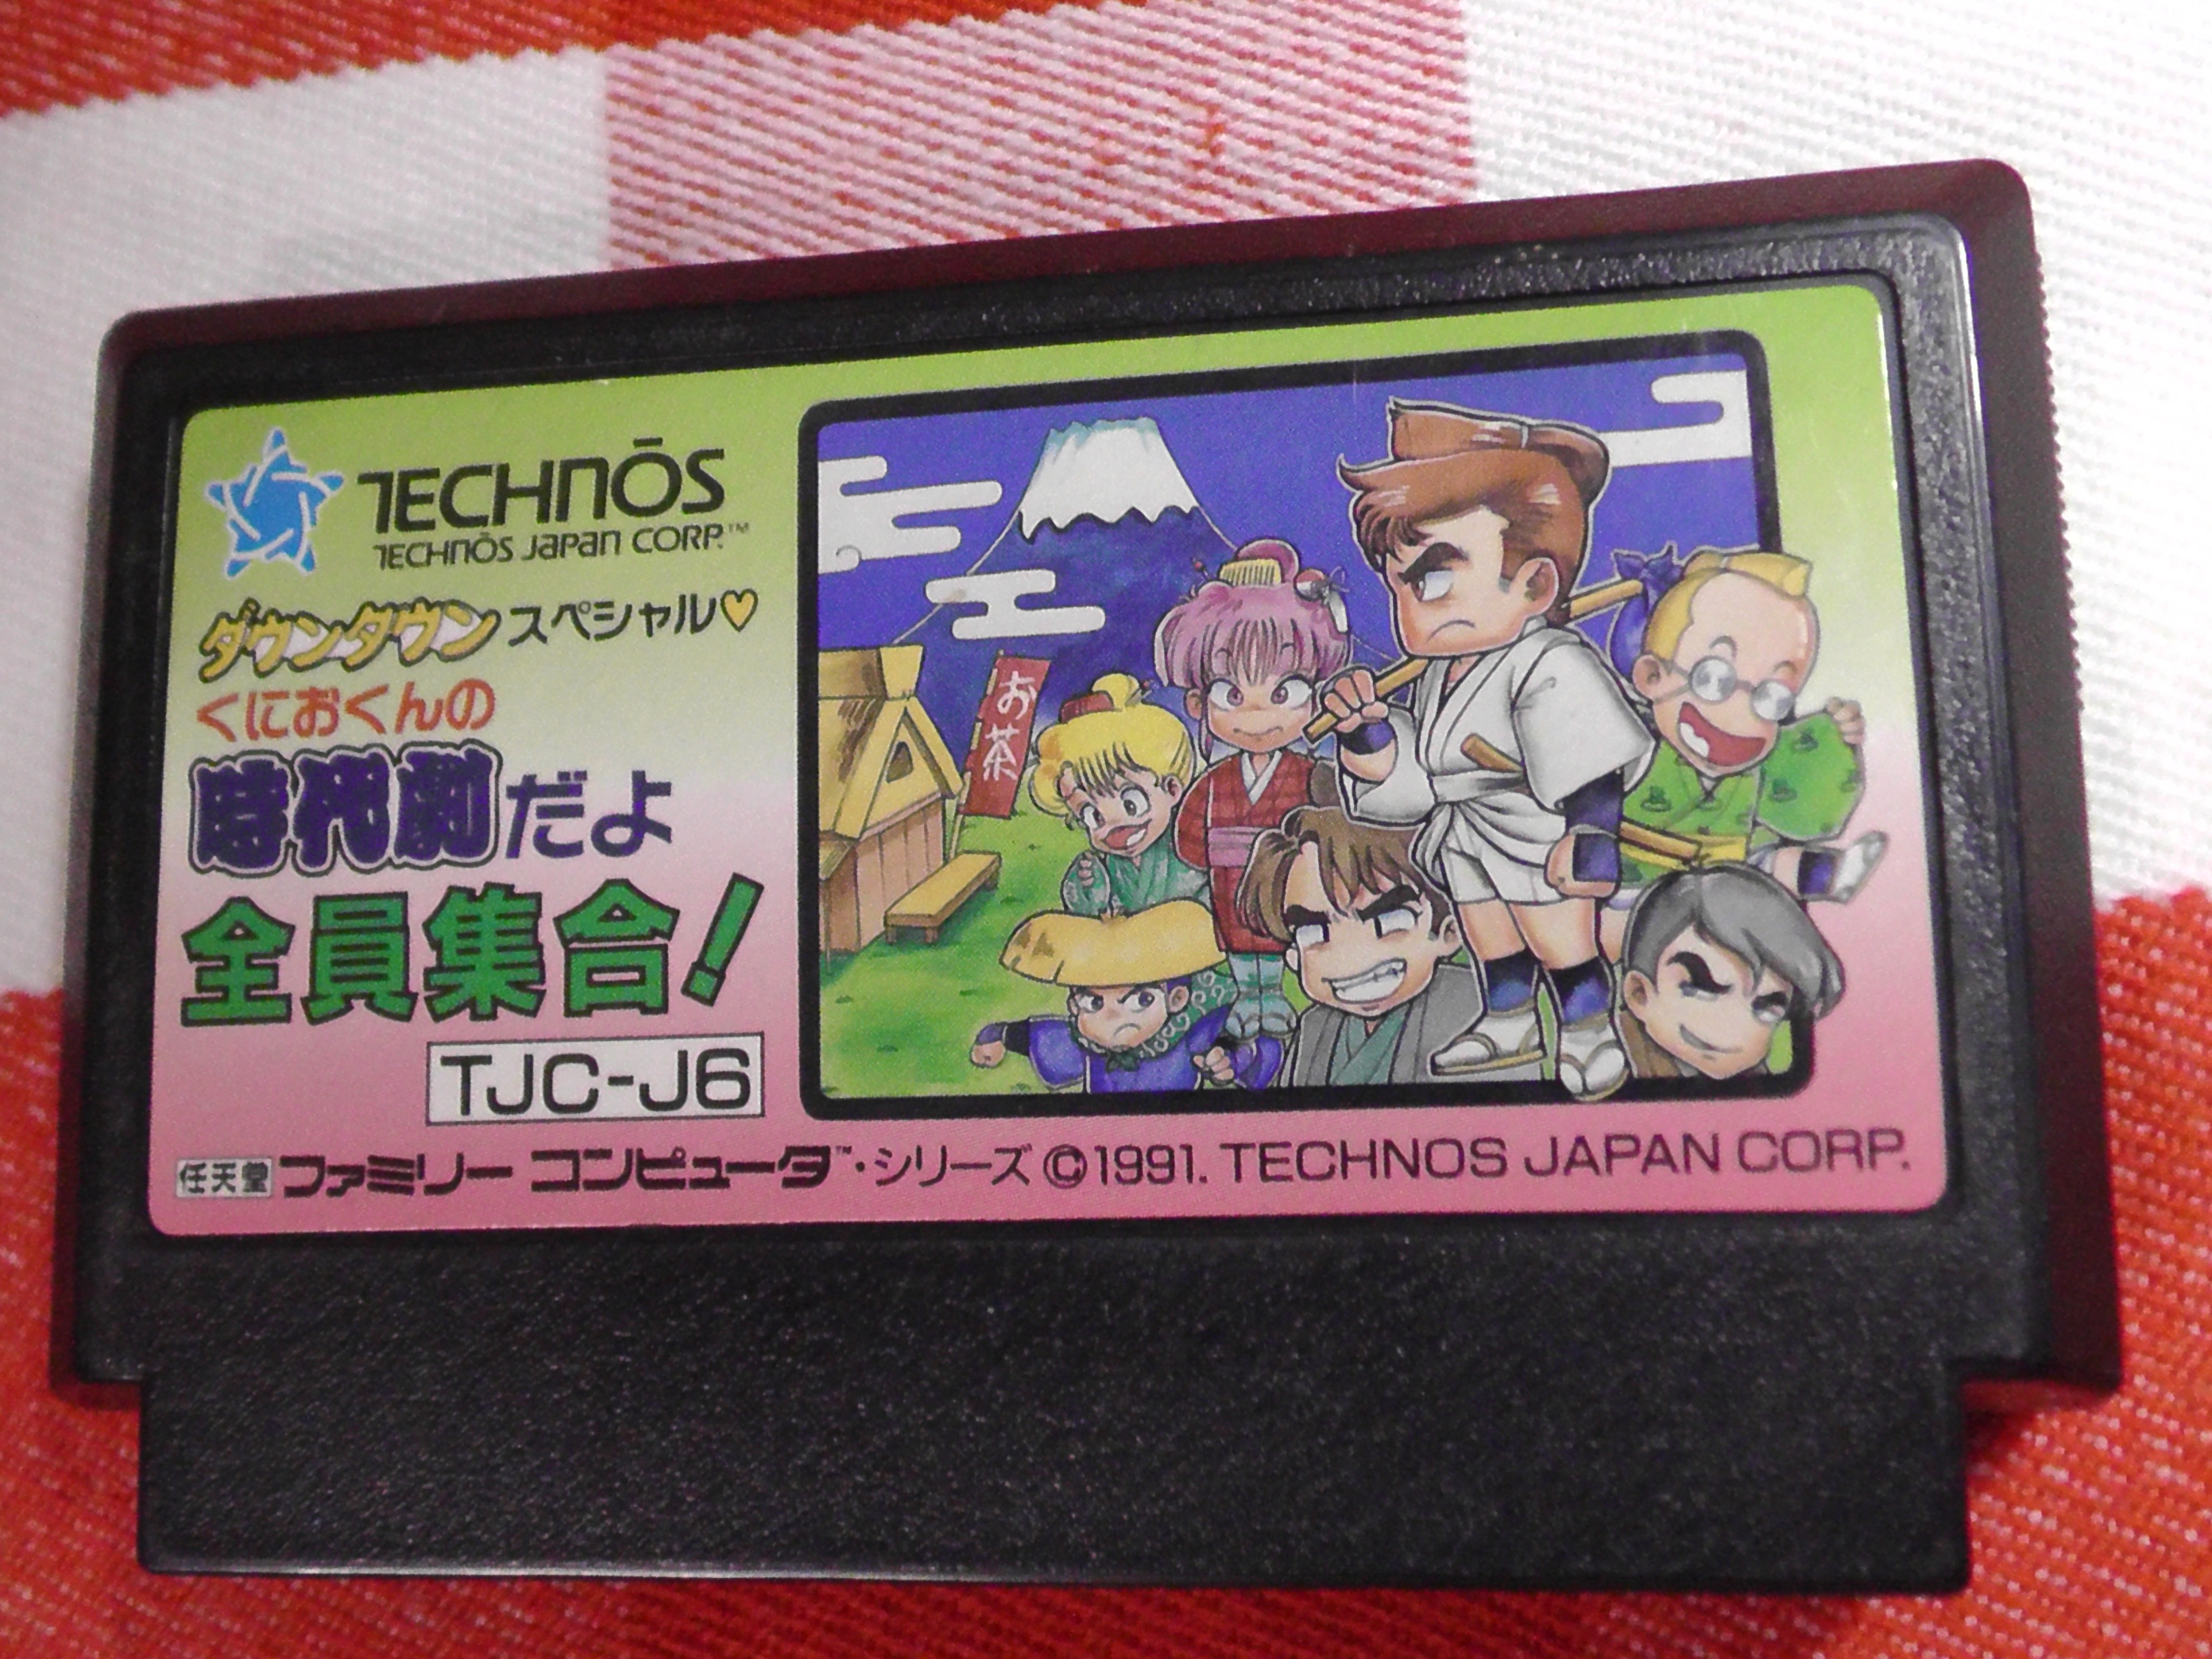 TECHNŌS
TECHNŌS JAPAN CORP.™
ダウンタウンスペシャル♡
くにおくんの
時代劇だよ
全員集合!
TJC-J6
お茶
任天堂 ファミリー コンピュータ™・シリーズ ©1991. TECHNOS JAPAN CORP.